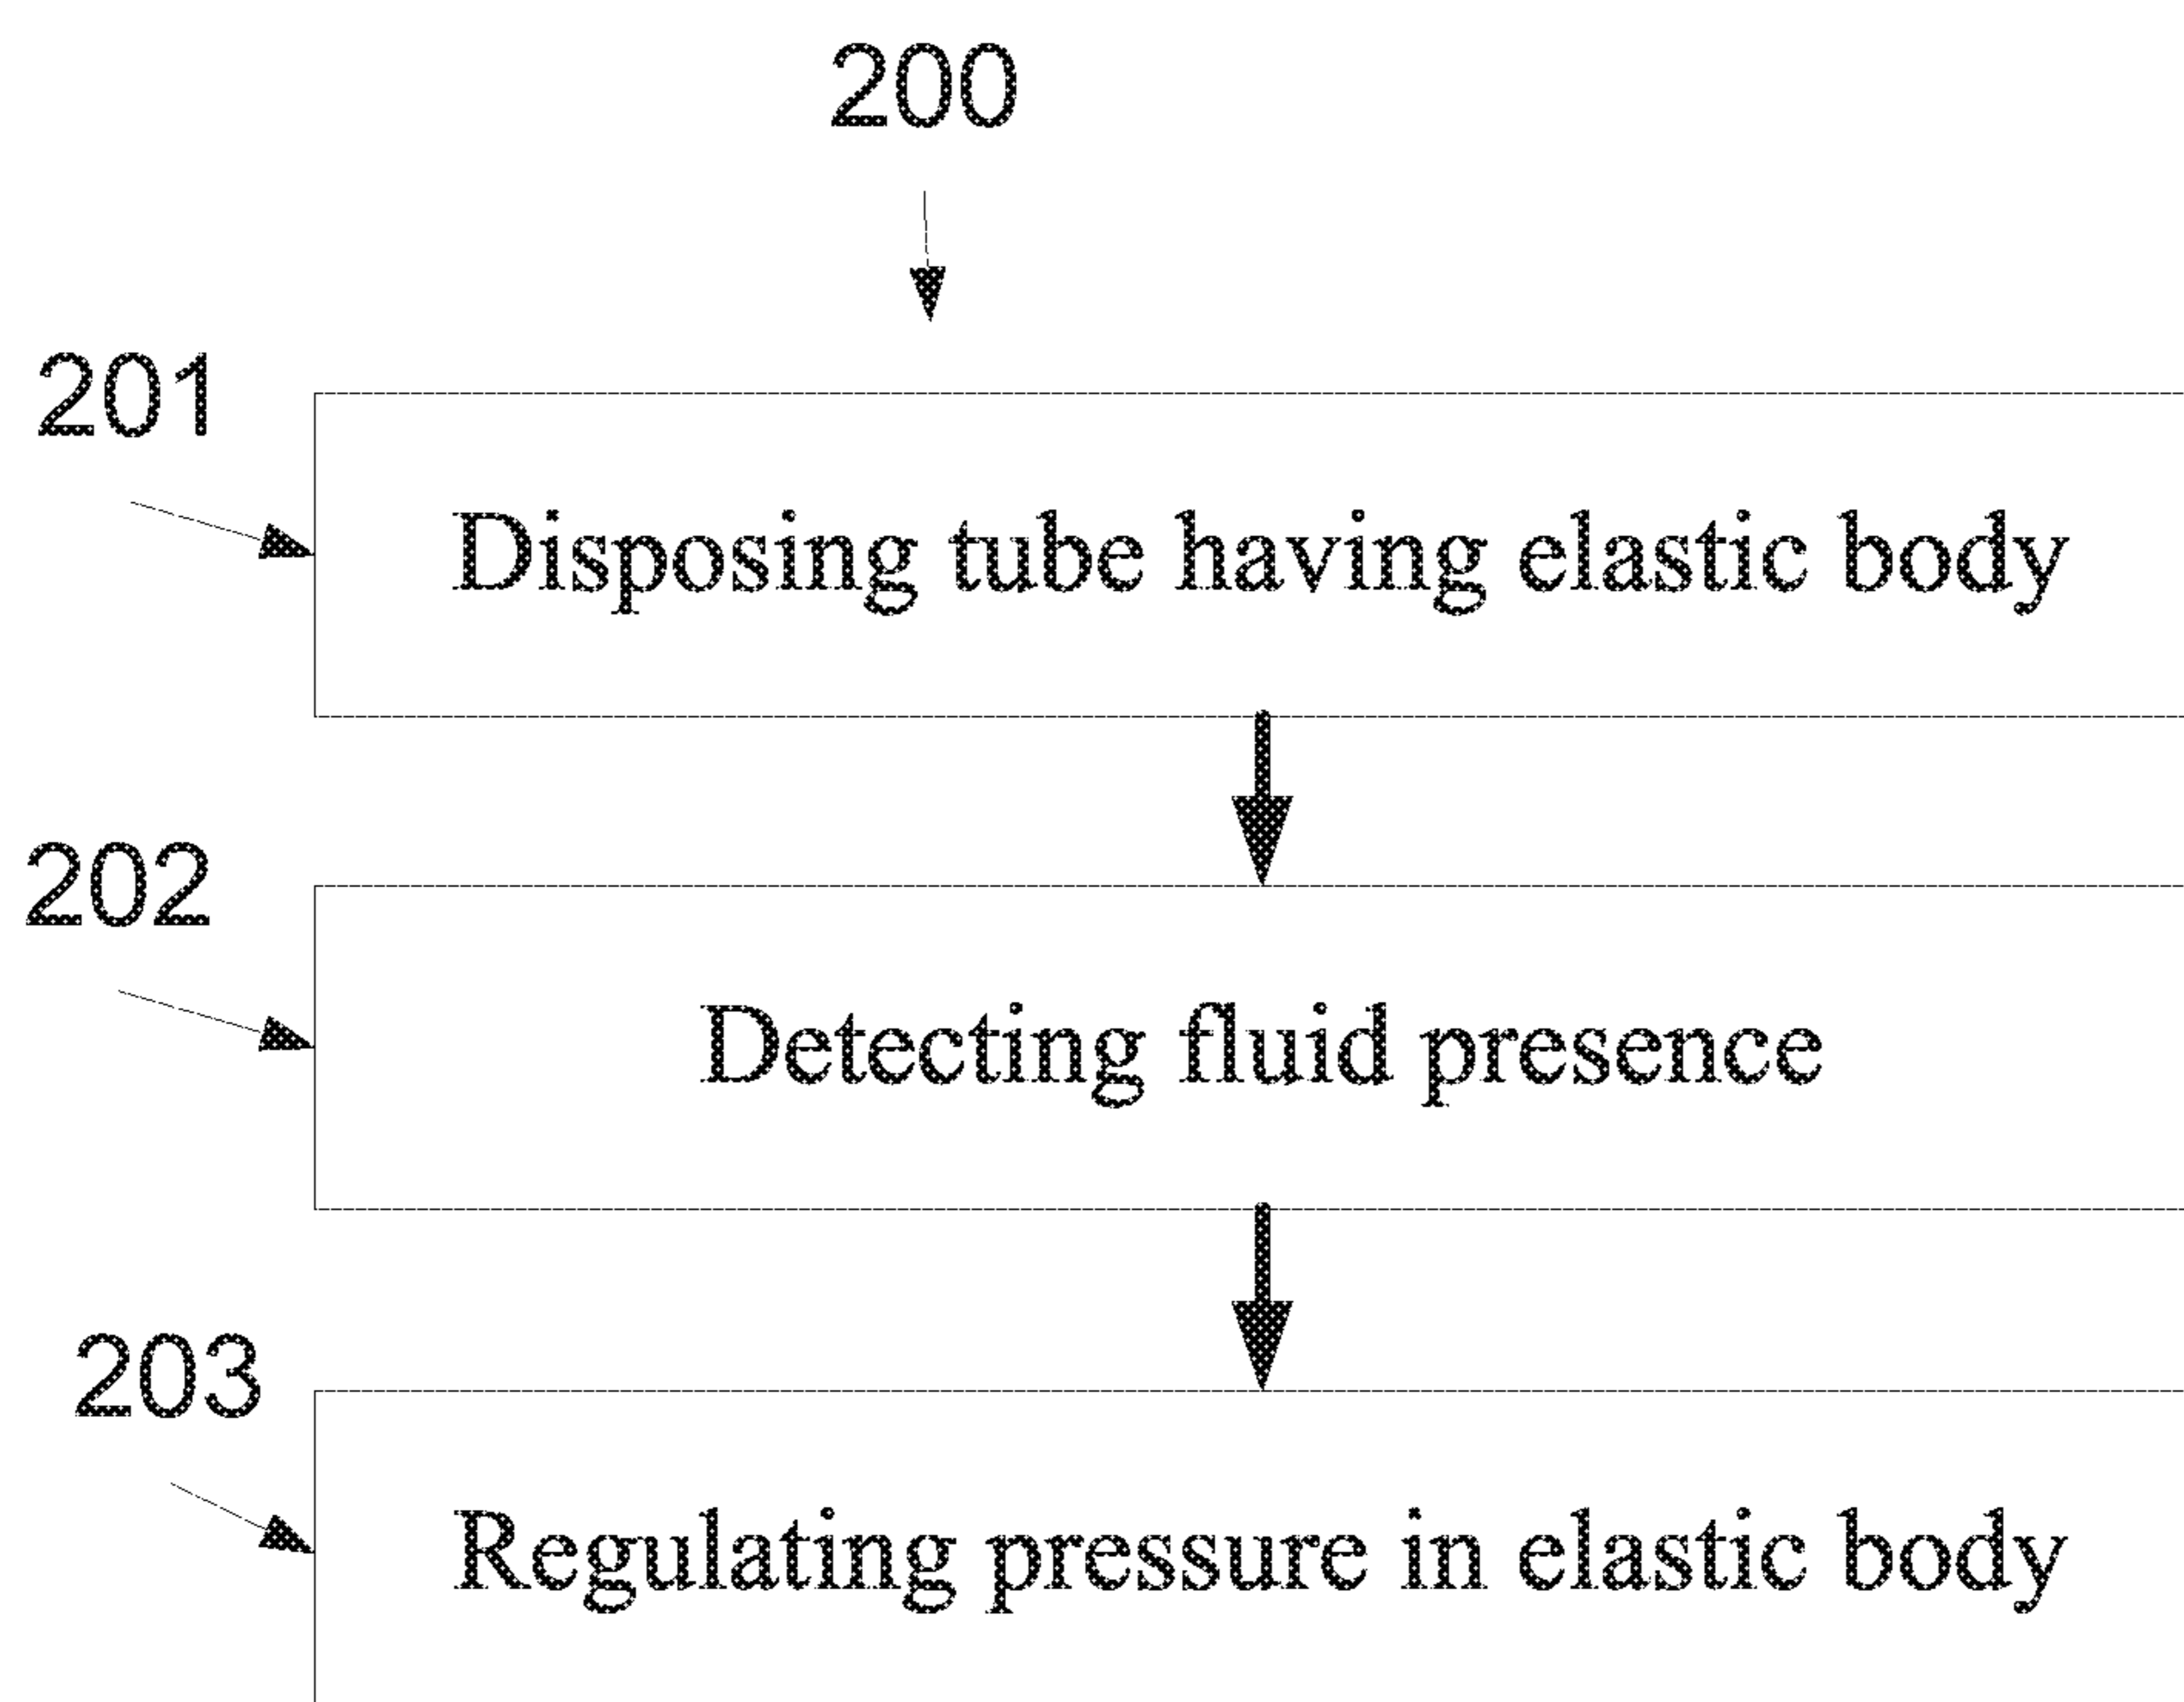 200
201
Disposing tube having elastic body
202
Detecting fluid presence
203
Regulating pressure in elastic body